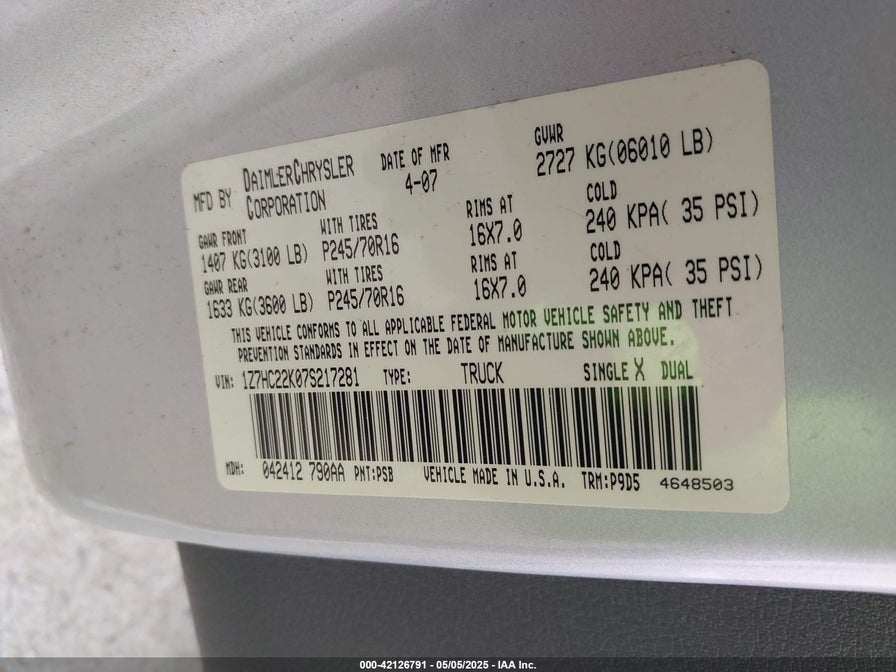 MFD BY DAIMLERCHRYSLER CORPORATION DATE OF MFR 4-07 GVWR 2727 KG(06010 LB)
GAWR FRONT WITH TIRES RIMS AT COLD
1407 KG(3100 LB) P245/70R16 16X7.0 240 KPA( 35 PSI)
GAWR REAR WITH TIRES RIMS AT COLD
1633 KG(3600 LB) P245/70R16 16X7.0 240 KPA( 35 PSI)
THIS VEHICLE CONFORMS TO ALL APPLICABLE FEDERAL MOTOR VEHICLE SAFETY AND THEFT
PREVENTION STANDARDS IN EFFECT ON THE DATE OF MANUFACTURE SHOWN ABOVE.
VIN: 1Z7HC22K07S217281 TYPE: TRUCK SINGLE X DUAL
MDH: 042412 790AA PNT:PSB VEHICLE MADE IN U.S.A. TRM:P9D5 4648503
000-42126791 - 05/05/2025 - IAA Inc.